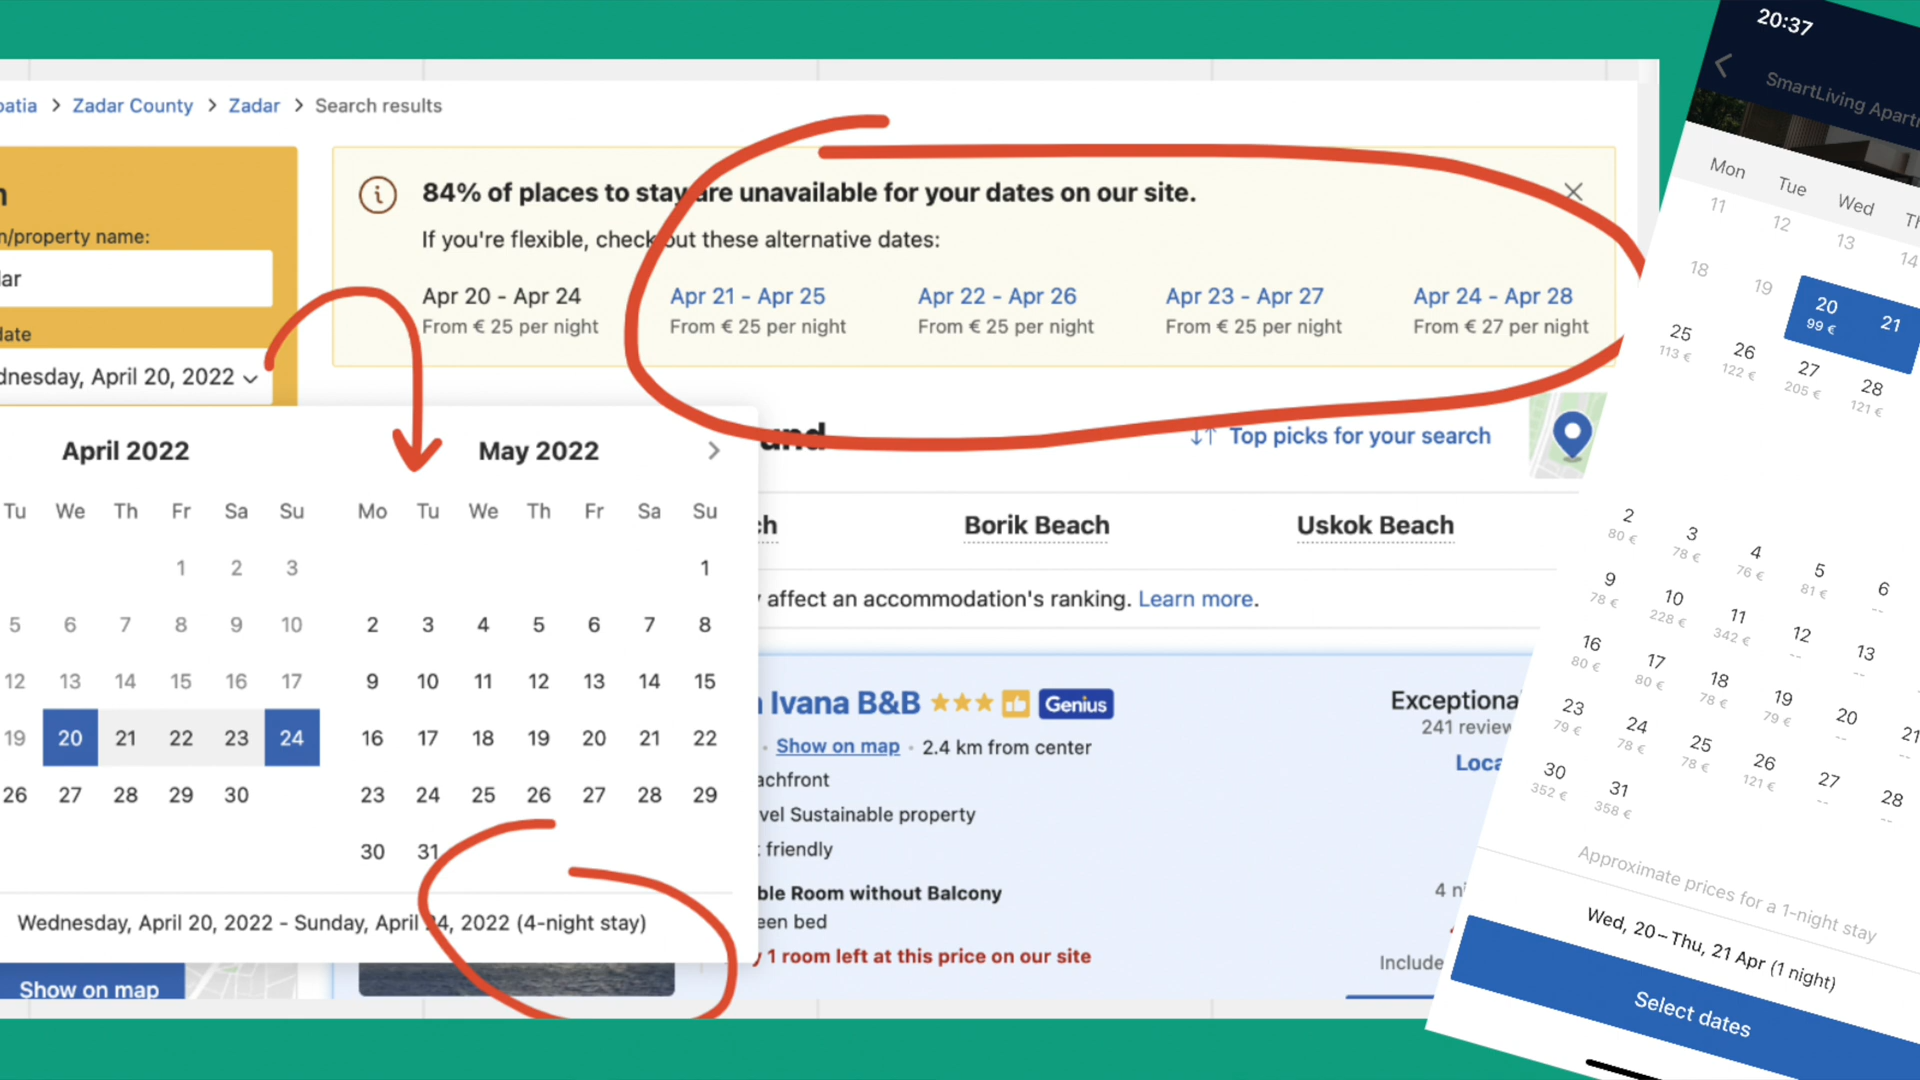 Zadar County > Zadar > Search results
84% of places to stay are unavailable for your dates on our site.
If you're flexible, check out these alternative dates:
Apr 20 - Apr 24
From € 25 per night
Apr 21 - Apr 25
From € 25 per night
Apr 22 - Apr 26
From € 25 per night
Apr 23 - Apr 27
From € 25 per night
Apr 24 - Apr 28
From € 27 per night
n/property name:
ar
date
dnesday, April 20, 2022
und
Top picks for your search
Borik Beach
Uskok Beach
affect an accommodation's ranking. Learn more.
April 2022
Tu We Th Fr Sa Su
1 2 3
5 6 7 8 9 10
12 13 14 15 16 17
19 20 21 22 23 24
26 27 28 29 30
May 2022
Mo Tu We Th Fr Sa Su
1
2 3 4 5 6 7 8
9 10 11 12 13 14 15
16 17 18 19 20 21 22
23 24 25 26 27 28 29
30 31
Wednesday, April 20, 2022 - Sunday, April 24, 2022 (4-night stay)
Show on map
Ivana B&B Genius
Show on map · 2.4 km from center
achfront
vel Sustainable property
friendly
ble Room without Balcony
een bed
1 room left at this price on our site
Exceptiona
241 review
Loca
4 ni
Include
20:37
SmartLiving Apart
Mon Tue Wed Th
11 12 13 14
18 19 20 21
99 €
25 26 27 28
113 € 122 € 205 € 121 €
2 3 4 5 6
80 € 78 € 76 € 81 € --
9 10 11 12 13
78 € 228 € 342 € -- --
16 17 18 19 20 21
80 € 80 € 78 € 79 € -- --
23 24 25 26 27 28
79 € 78 € 78 € 121 € -- --
30 31
352 € 358 €
Approximate prices for a 1-night stay
Wed, 20 – Thu, 21 Apr (1 night)
Select dates